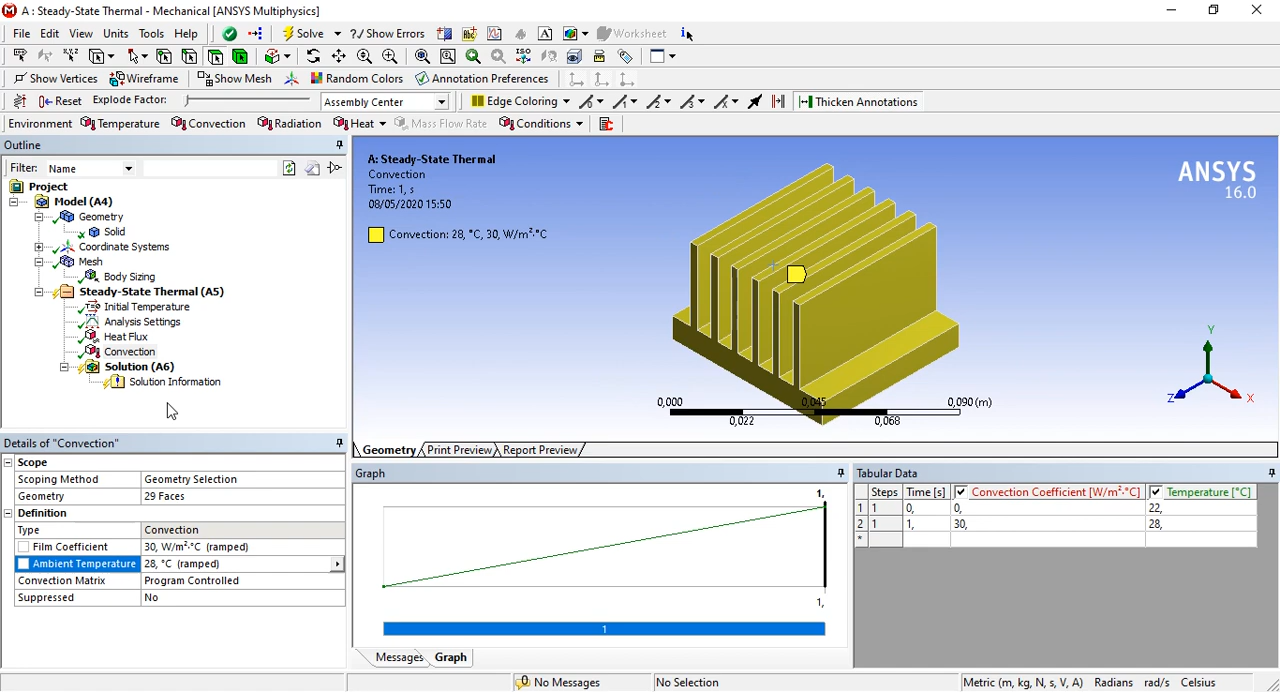 A : Steady-State Thermal - Mechanical [ANSYS Multiphysics]
File Edit View Units Tools Help Solve ?/ Show Errors Worksheet
Show Vertices Wireframe Show Mesh Random Colors Annotation Preferences
Reset Explode Factor: Assembly Center Edge Coloring Thicken Annotations
Environment Temperature Convection Radiation Heat Mass Flow Rate Conditions
Outline
Filter: Name
Project
Model (A4)
Geometry
Solid
Coordinate Systems
Mesh
Body Sizing
Steady-State Thermal (A5)
Initial Temperature
Analysis Settings
Heat Flux
Convection
Solution (A6)
Solution Information
A: Steady-State Thermal
Convection
Time: 1, s
08/05/2020 15:50
Convection: 28, °C, 30, W/m²·°C
ANSYS
16.0
0,000 0,045 0,090 (m)
0,022 0,068
Y
Z X
Geometry Print Preview Report Preview
Details of "Convection"
Scope
Scoping Method Geometry Selection
Geometry 29 Faces
Definition
Type Convection
Film Coefficient 30, W/m²·°C (ramped)
Ambient Temperature 28, °C (ramped)
Convection Matrix Program Controlled
Suppressed No
Graph
1,
1,
1
Messages Graph
Tabular Data
Steps Time [s] Convection Coefficient [W/m²·°C] Temperature [°C]
1 1 0, 0, 22,
2 1 1, 30, 28,
*
No Messages No Selection Metric (m, kg, N, s, V, A) Radians rad/s Celsius